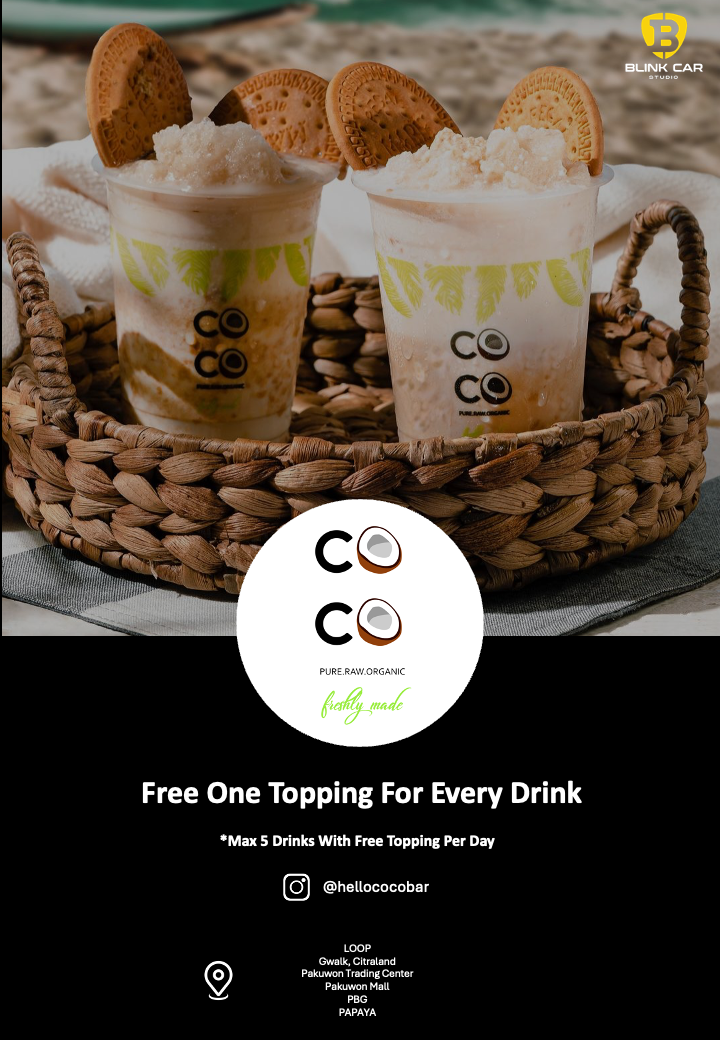 BLINK CAR
STUDIO
CO
CO
CO
CO
PURE.RAW.ORGANIC
CO
CO
PURE.RAW.ORGANIC
freshly made
Free One Topping For Every Drink
*Max 5 Drinks With Free Topping Per Day
@hellococobar
LOOP
Gwalk, Citraland
Pakuwon Trading Center
Pakuwon Mall
PBG
PAPAYA